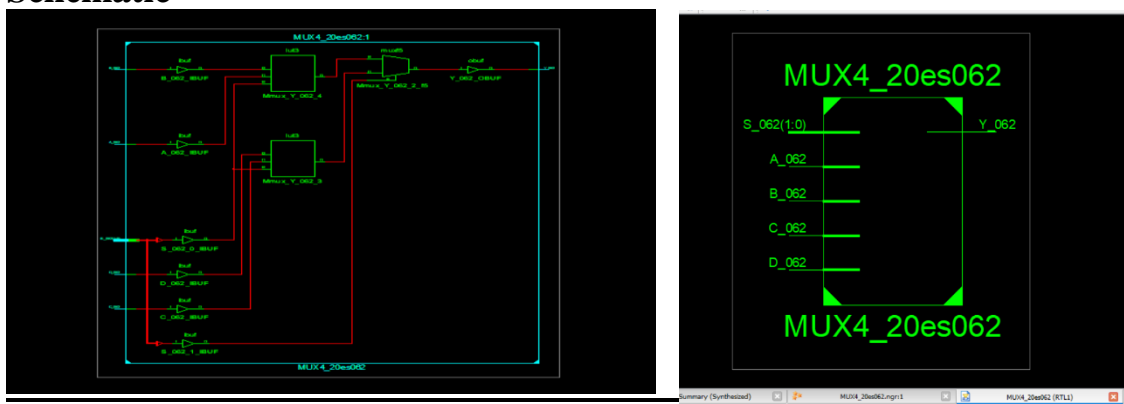 Schematic
MUX4_20es062:1
ibuf
B_062_IBUF
lut3
Mmux_Y_062_4
muxf5
Mmux_Y_062_2_f5
obuf
Y_062_OBUF
ibuf
A_062_IBUF
lut3
Mmux_Y_062_3
ibuf
S_062_0_IBUF
ibuf
D_062_IBUF
ibuf
C_062_IBUF
ibuf
S_062_1_IBUF
MUX4_20es062
MUX4_20es062
S_062(1:0)
Y_062
A_062
B_062
C_062
D_062
MUX4_20es062
Summary (Synthesized)
MUX4_20es062.ngr:1
MUX4_20es062 (RTL1)